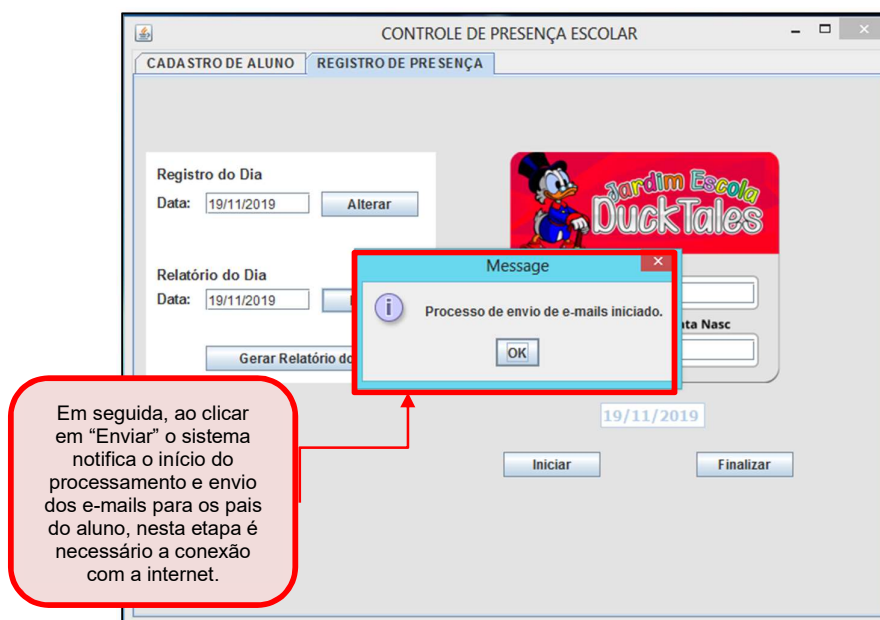 CONTROLE DE PRESENÇA ESCOLAR
CADASTRO DE ALUNO
REGISTRO DE PRESENÇA
Registro do Dia
Data: 19/11/2019 Alterar
Jardim Escola
DuckTales
Relatório do Dia
Data: 19/11/2019
Gerar Relatório do
Message
Processo de envio de e-mails iniciado.
OK
ta Nasc
19/11/2019
Iniciar
Finalizar
Em seguida, ao clicar
em “Enviar” o sistema
notifica o início do
processamento e envio
dos e-mails para os pais
do aluno, nesta etapa é
necessário a conexão
com a internet.